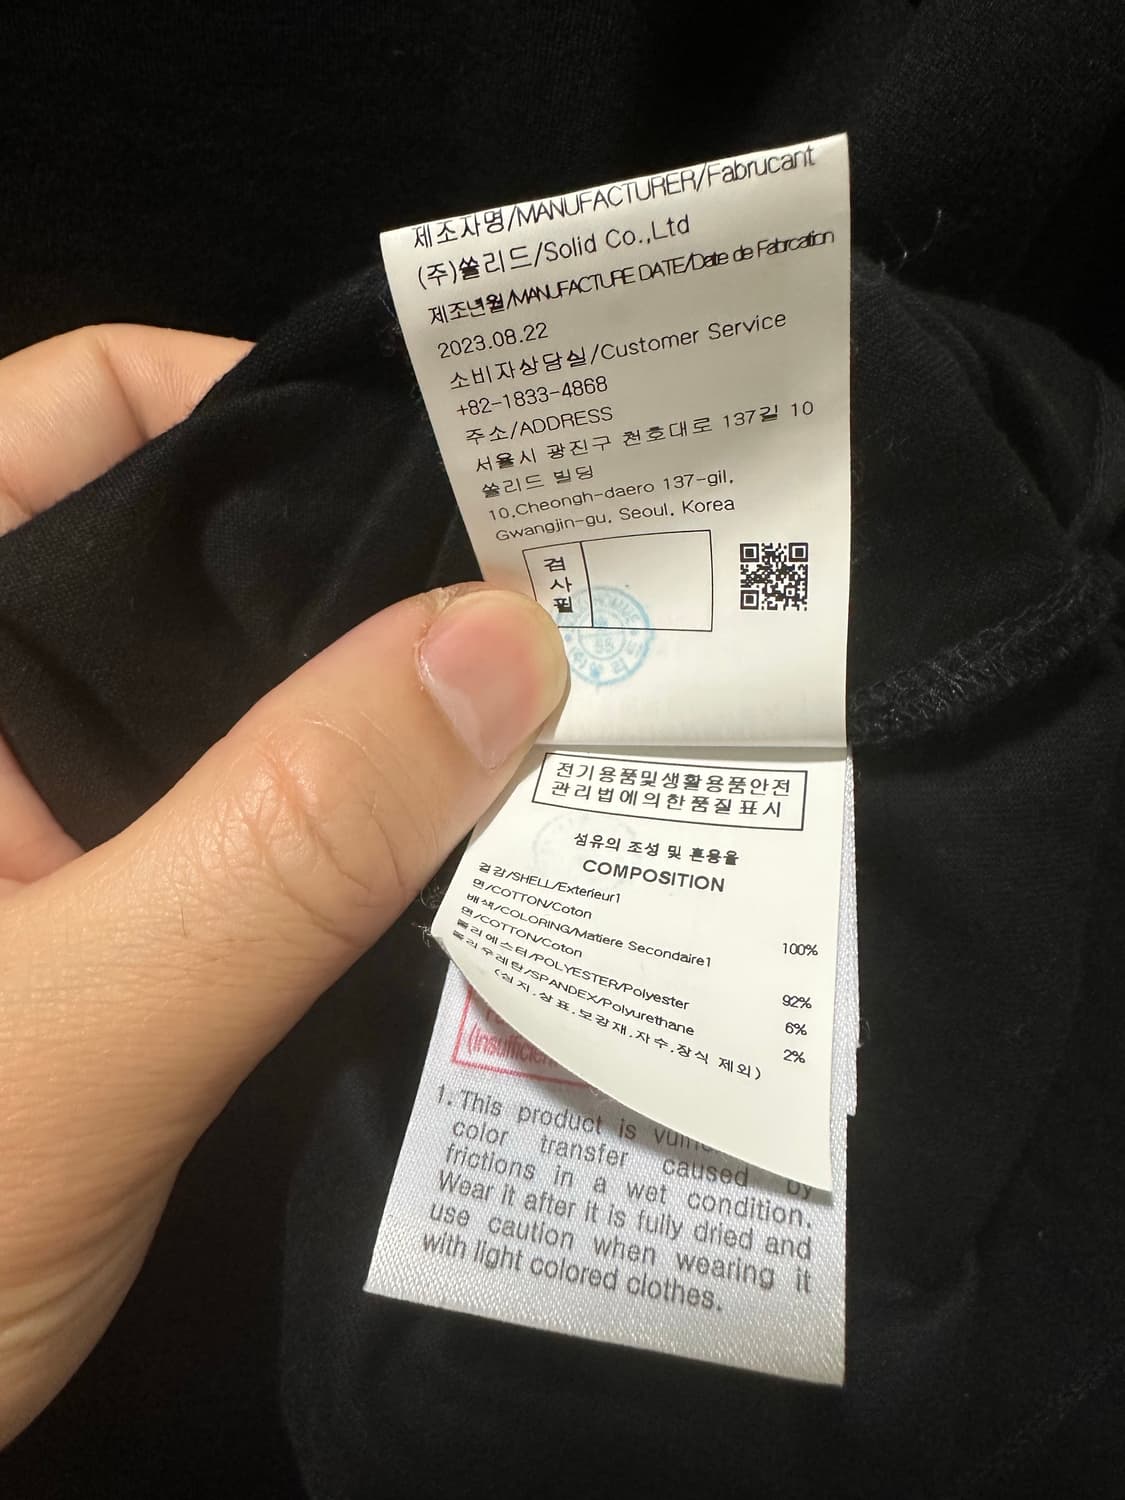 제조자명/MANUFACTURER/Fabrucant
(주)쏠리드/Solid Co.,Ltd
제조년월/MANUFACTURE DATE/Date de Fabrcation
2023.08.22
소비자상담실/Customer Service
+82-1833-4868
주소/ADDRESS
서울시 광진구 천호대로 137길 10
쏠리드 빌딩
10,Cheongh-daero 137-gil,
Gwangjin-gu, Seoul, Korea
검
사
필
전기용품및생활용품안전
관리법에의한품질표시
섬유의 조성 및 혼용율
COMPOSITION
겉감/SHELL/Exterieur1
면/COTTON/Coton 100%
배색/COLORING/Matiere Secondaire1
면/COTTON/Coton 92%
폴리에스터/POLYESTER/Polyester 6%
폴리우레탄/SPANDEX/Polyurethane 2%
(심지.상표.보강재.자수.장식 제외)
1. This product is
color transfer caused by
frictions in a wet condition.
Wear it after it is fully dried and
use caution when wearing it
with light colored clothes.